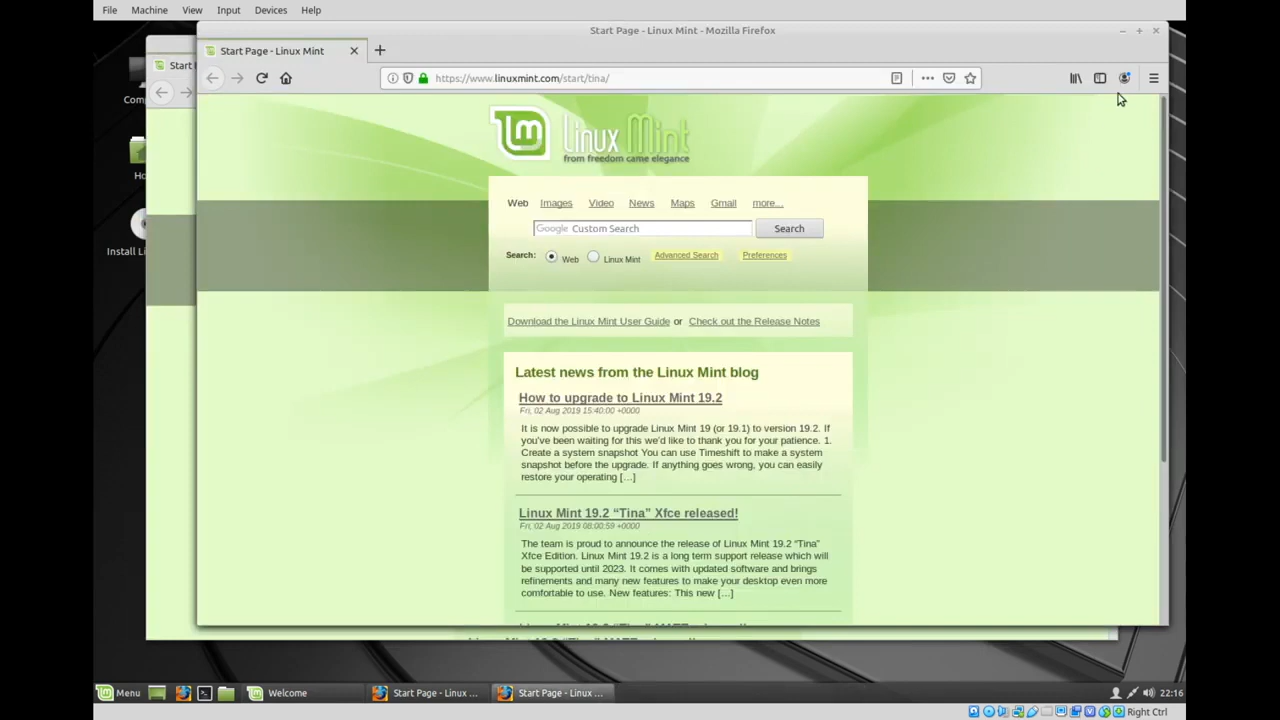 File Machine View Input Devices Help
Start Page - Linux Mint - Mozilla Firefox
Start Page - Linux Mint
Start
https://www.linuxmint.com/start/tina/
Com
Linux Mint
from freedom came elegance
Ho
Web Images Video News Maps Gmail more...
Google Custom Search Search
Search: Web Linux Mint Advanced Search Preferences
Install Li
Download the Linux Mint User Guide or Check out the Release Notes
Latest news from the Linux Mint blog
How to upgrade to Linux Mint 19.2
Fri, 02 Aug 2019 15:40:00 +0000
It is now possible to upgrade Linux Mint 19 (or 19.1) to version 19.2. If
you've been waiting for this we'd like to thank you for your patience. 1.
Create a system snapshot You can use Timeshift to make a system
snapshot before the upgrade. If anything goes wrong, you can easily
restore your operating […]
Linux Mint 19.2 “Tina” Xfce released!
Fri, 02 Aug 2019 08:00:59 +0000
The team is proud to announce the release of Linux Mint 19.2 “Tina”
Xfce Edition. Linux Mint 19.2 is a long term support release which will
be supported until 2023. It comes with updated software and brings
refinements and many new features to make your desktop even more
comfortable to use. New features: This new […]
Menu Welcome Start Page - Linux ... Start Page - Linux ... 22:16
Right Ctrl